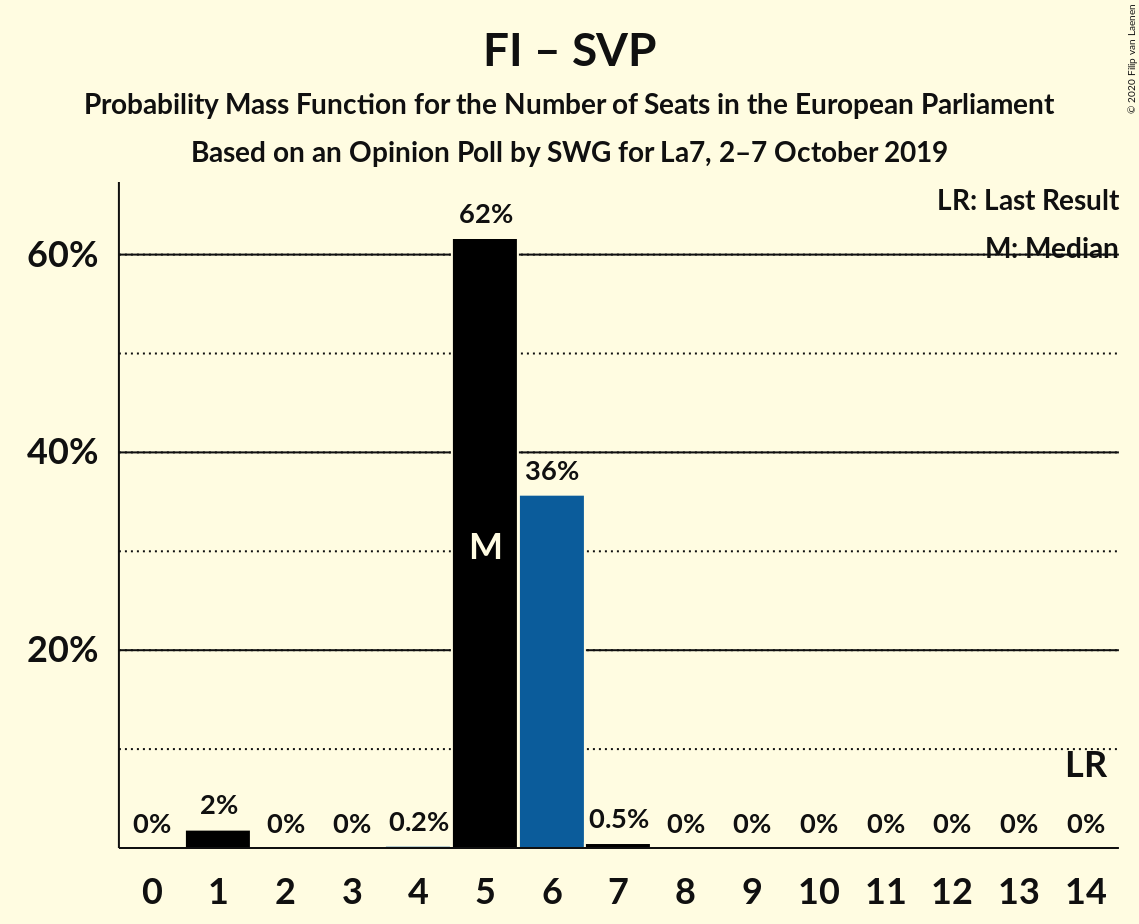 FI – SVP
Probability Mass Function for the Number of Seats in the European Parliament
Based on an Opinion Poll by SWG for La7, 2–7 October 2019
© 2020 Filip van Laenen
LR: Last Result
M: Median
60%
40%
20%
0% 2% 0% 0% 0.2% 62% 36% 0.5% 0% 0% 0% 0% 0% 0% 0%
M
LR
0 1 2 3 4 5 6 7 8 9 10 11 12 13 14